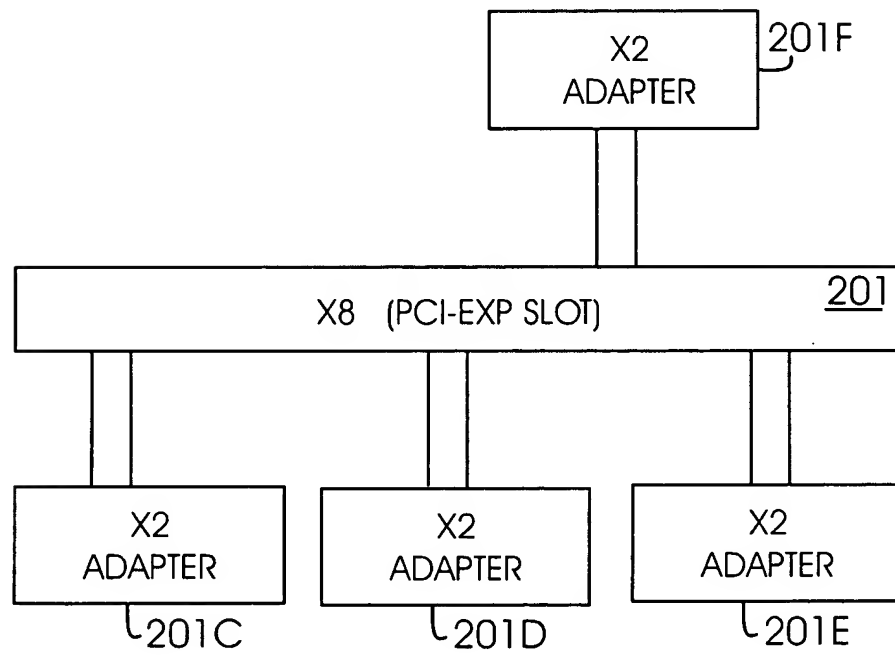 X2
ADAPTER
201F
X8 (PCI-EXP SLOT)
201
X2
ADAPTER
201C
X2
ADAPTER
201D
X2
ADAPTER
201E